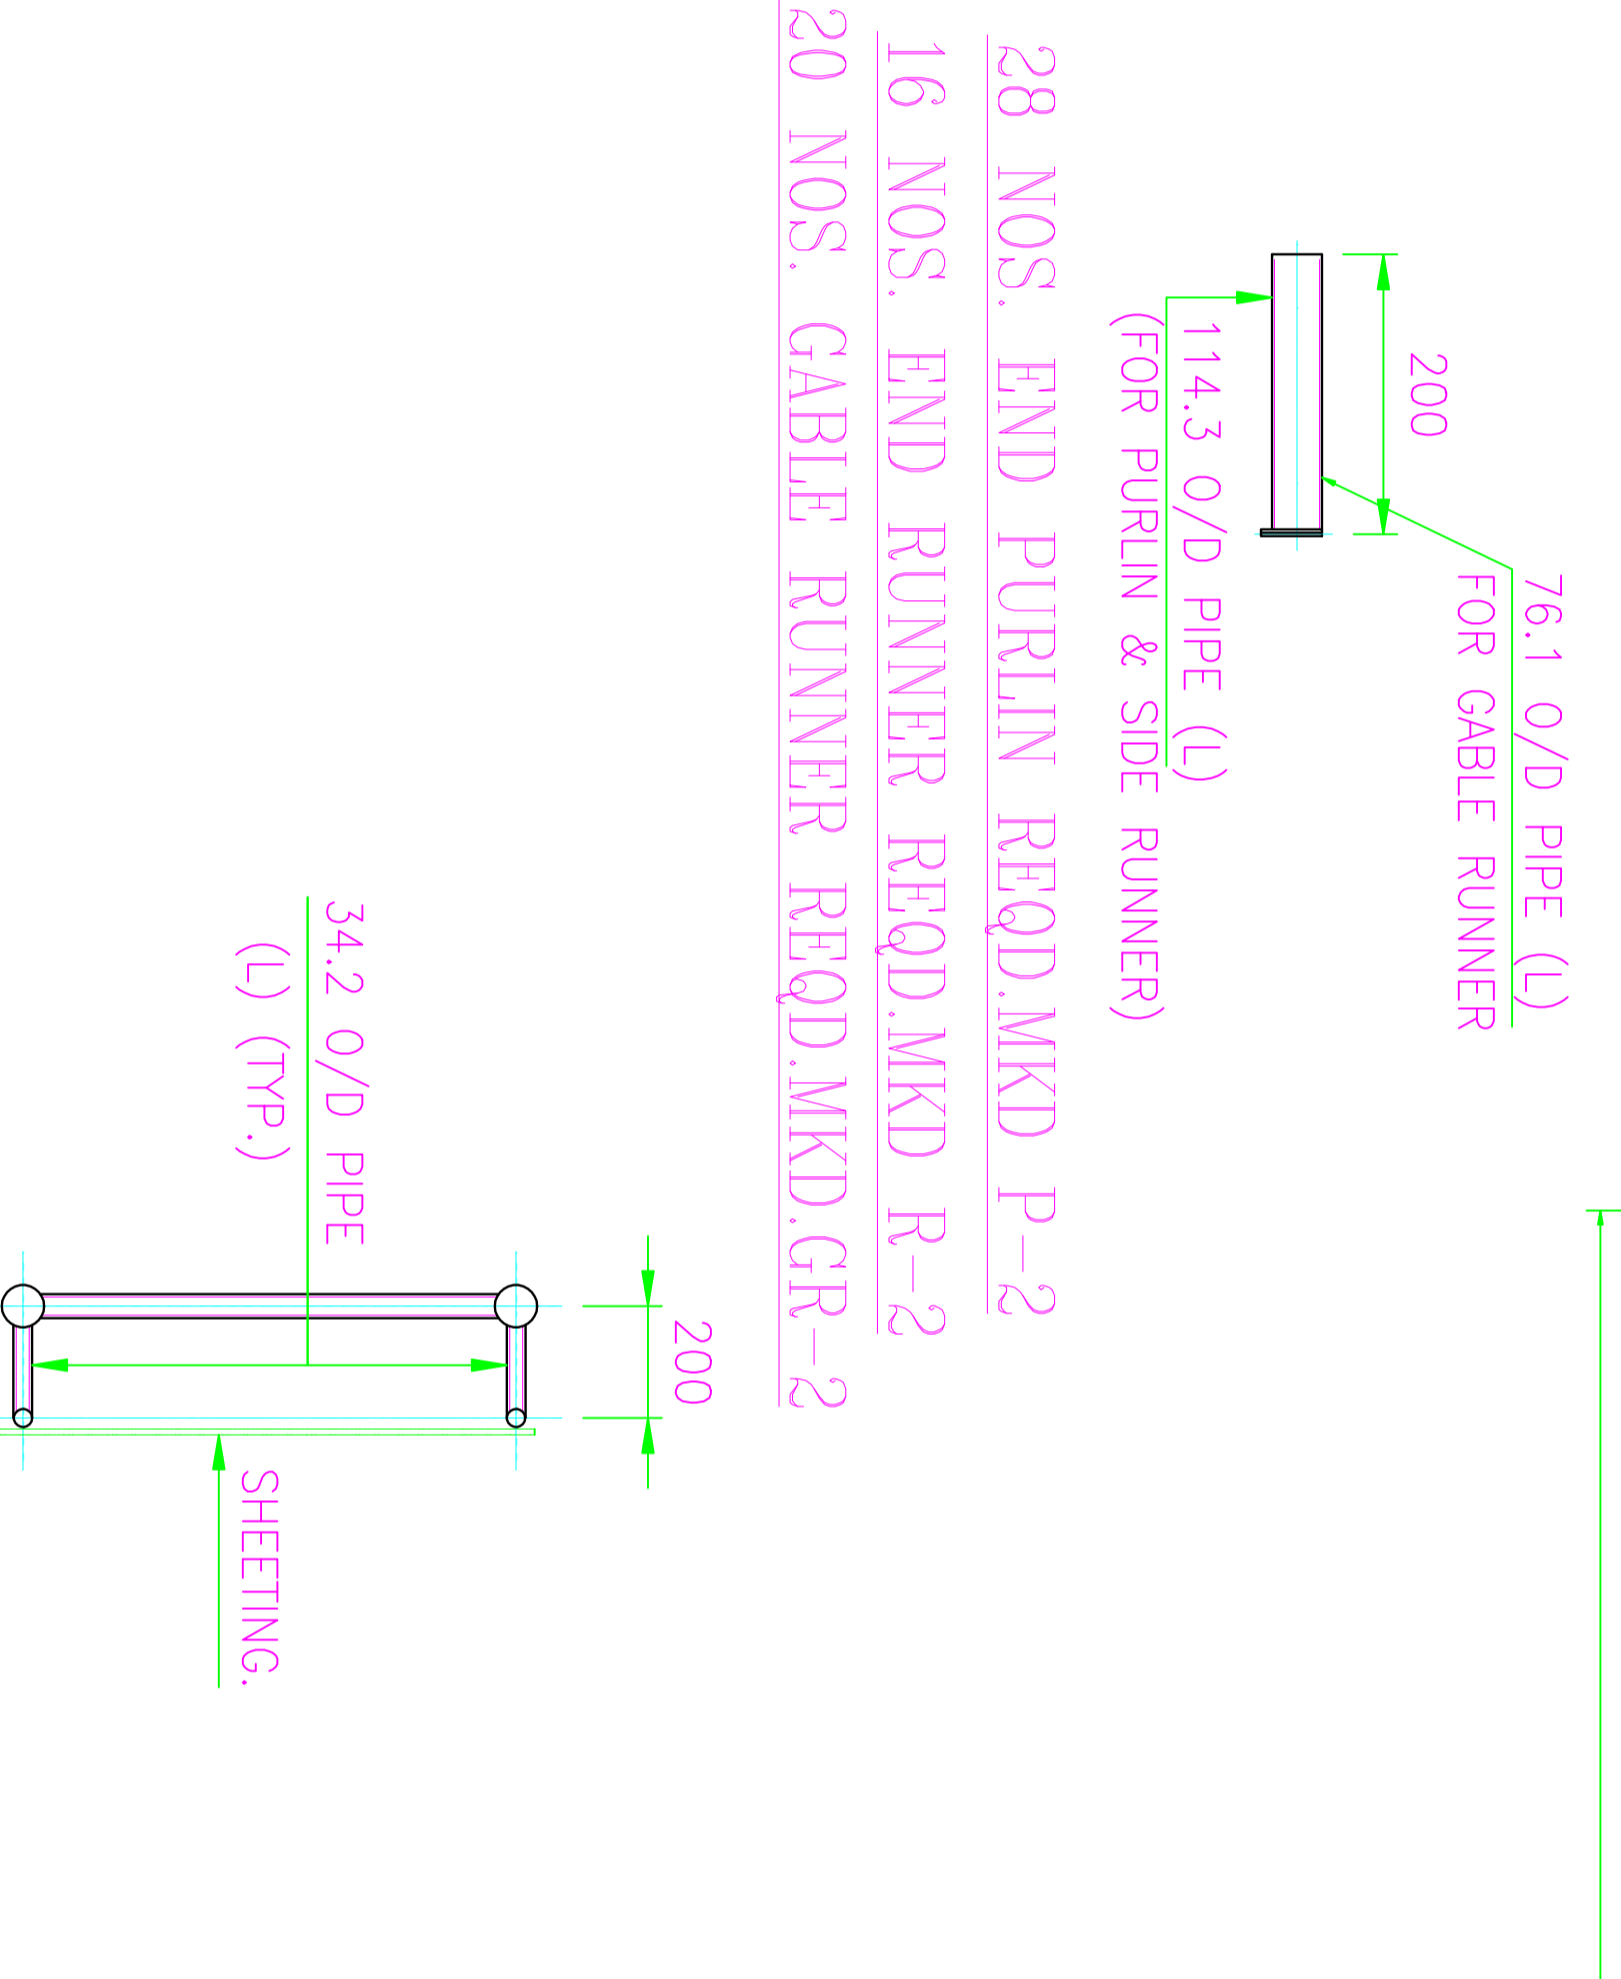 76.1 O/D PIPE (L)
FOR GABLE RUNNER
200
114.3 O/D PIPE (L)
(FOR PURLIN & SIDE RUNNER)
28 NOS. END PURLIN REQD.MKD P-2
16 NOS. END RUNNER REQD.MKD R-2
20 NOS. GABLE RUNNER REQD.MKD.GR-2
200
34.2 O/D PIPE
(L) (TYP.)
SHEETING.